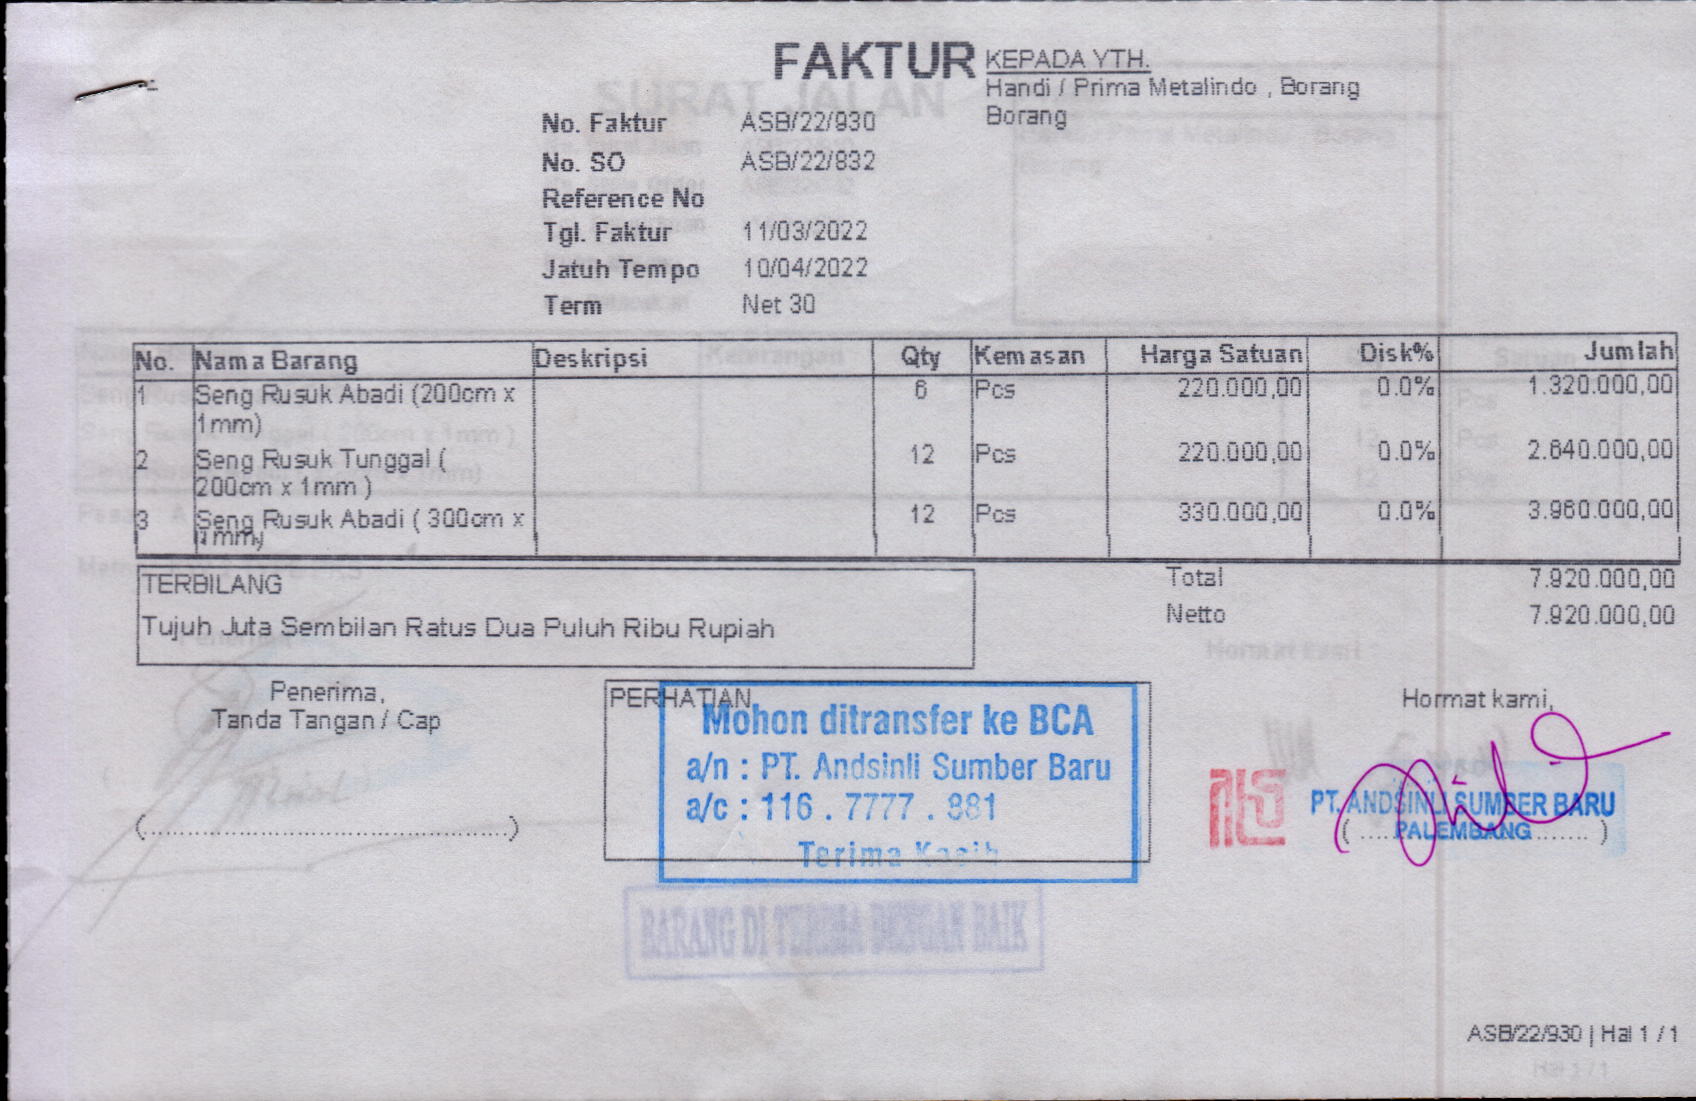 FAKTUR
KEPADA YTH.
Handi / Prima Metalindo , Borang
Borang
No. Faktur ASB/22/930
No. SO ASB/22/832
Reference No
Tgl. Faktur 11/03/2022
Jatuh Tempo 10/04/2022
Term Net 30
No. Nama Barang Deskripsi Qty Kemasan Harga Satuan Disk% Jumlah
1 Seng Rusuk Abadi (200cm x 6 Pcs 220.000,00 0.0% 1.320.000,00
1mm)
2 Seng Rusuk Tunggal ( 12 Pcs 220.000,00 0.0% 2.640.000,00
200cm x 1mm )
3 Seng Rusuk Abadi ( 300cm x 12 Pcs 330.000,00 0.0% 3.960.000,00
1mm)
TERBILANG
Tujuh Juta Sembilan Ratus Dua Puluh Ribu Rupiah
Total 7.920.000,00
Netto 7.920.000,00
Penerima,
Tanda Tangan / Cap
(..........................................)
PERHATIAN
Mohon ditransfer ke BCA
a/n : PT. Andsinli Sumber Baru
a/c : 116 . 7777 . 881
Terima Kasih
Hormat kami,
PT. ANDSINLI SUMBER BARU
PALEMBANG
BARANG DI TERIMA DENGAN BAIK
ASB/22/930 | Hal 1 / 1
SURAT JALAN
Hormat kami
Hal 1 / 1